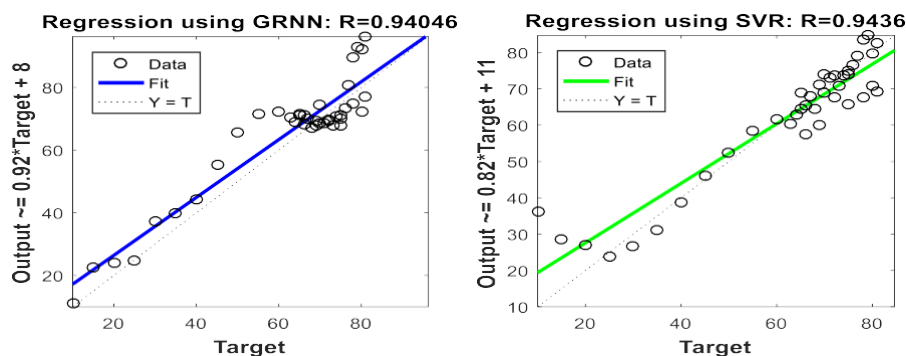 Regression using GRNN: R=0.94046
Output ~= 0.92*Target + 8
80
60
40
20
Data
Fit
Y = T
20
40
60
80
Target
Regression using SVR: R=0.9436
Output ~= 0.82*Target + 11
80
70
60
50
40
30
20
10
Data
Fit
Y = T
20
40
60
80
Target